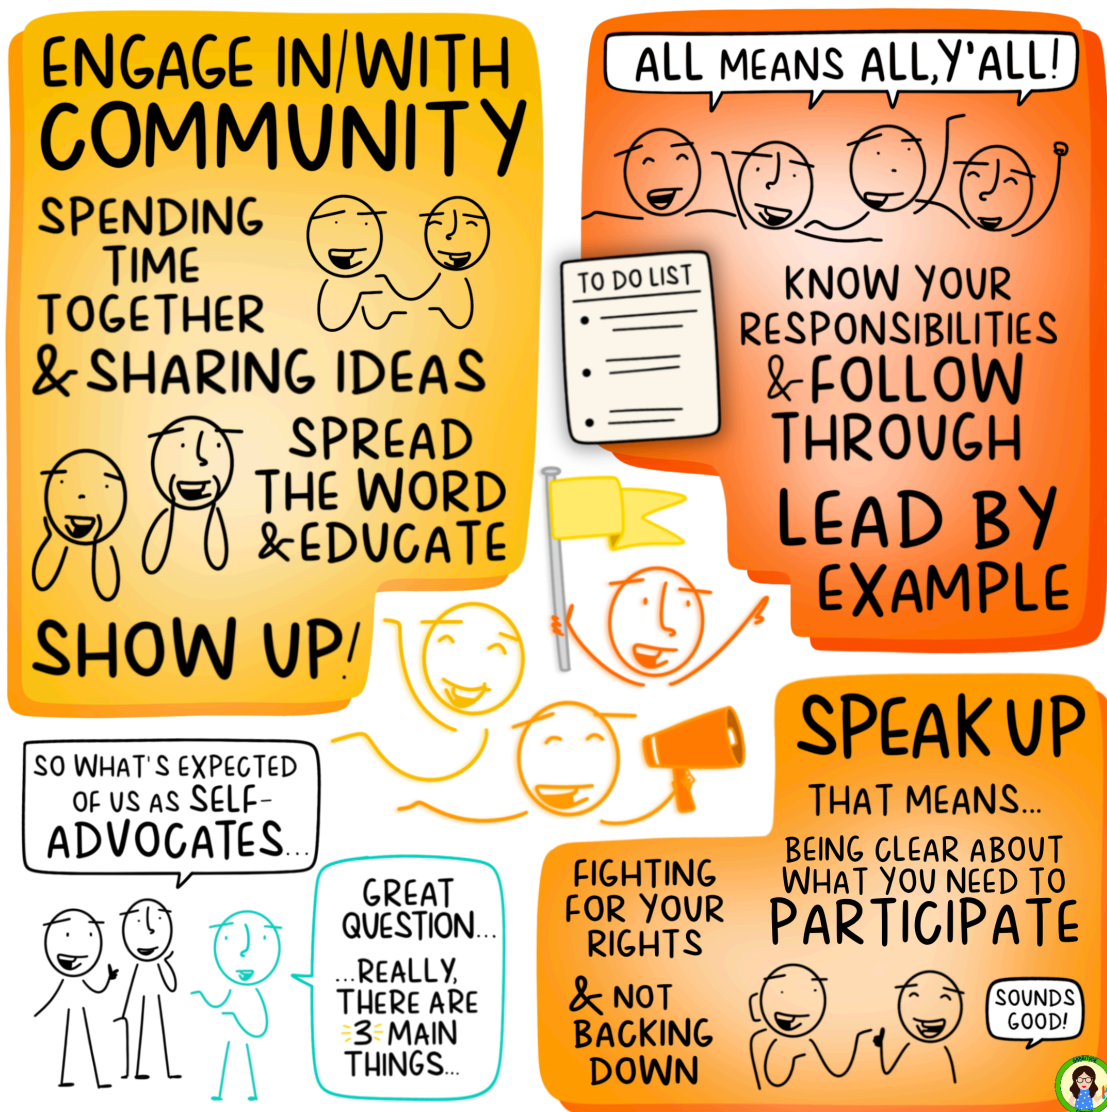 ENGAGE IN/WITH
COMMUNITY
SPENDING
TIME
TOGETHER
& SHARING IDEAS
SPREAD
THE WORD
& EDUCATE
SHOW UP!
ALL MEANS ALL, Y'ALL!
TO DO LIST
KNOW YOUR
RESPONSIBILITIES
& FOLLOW
THROUGH
LEAD BY
EXAMPLE
SO WHAT'S EXPECTED
OF US AS SELF-
ADVOCATES...
GREAT
QUESTION...
...REALLY,
THERE ARE
3 MAIN
THINGS...
SPEAK UP
THAT MEANS...
BEING CLEAR ABOUT
WHAT YOU NEED TO
PARTICIPATE
FIGHTING
FOR YOUR
RIGHTS
& NOT
BACKING
DOWN
SOUNDS
GOOD!